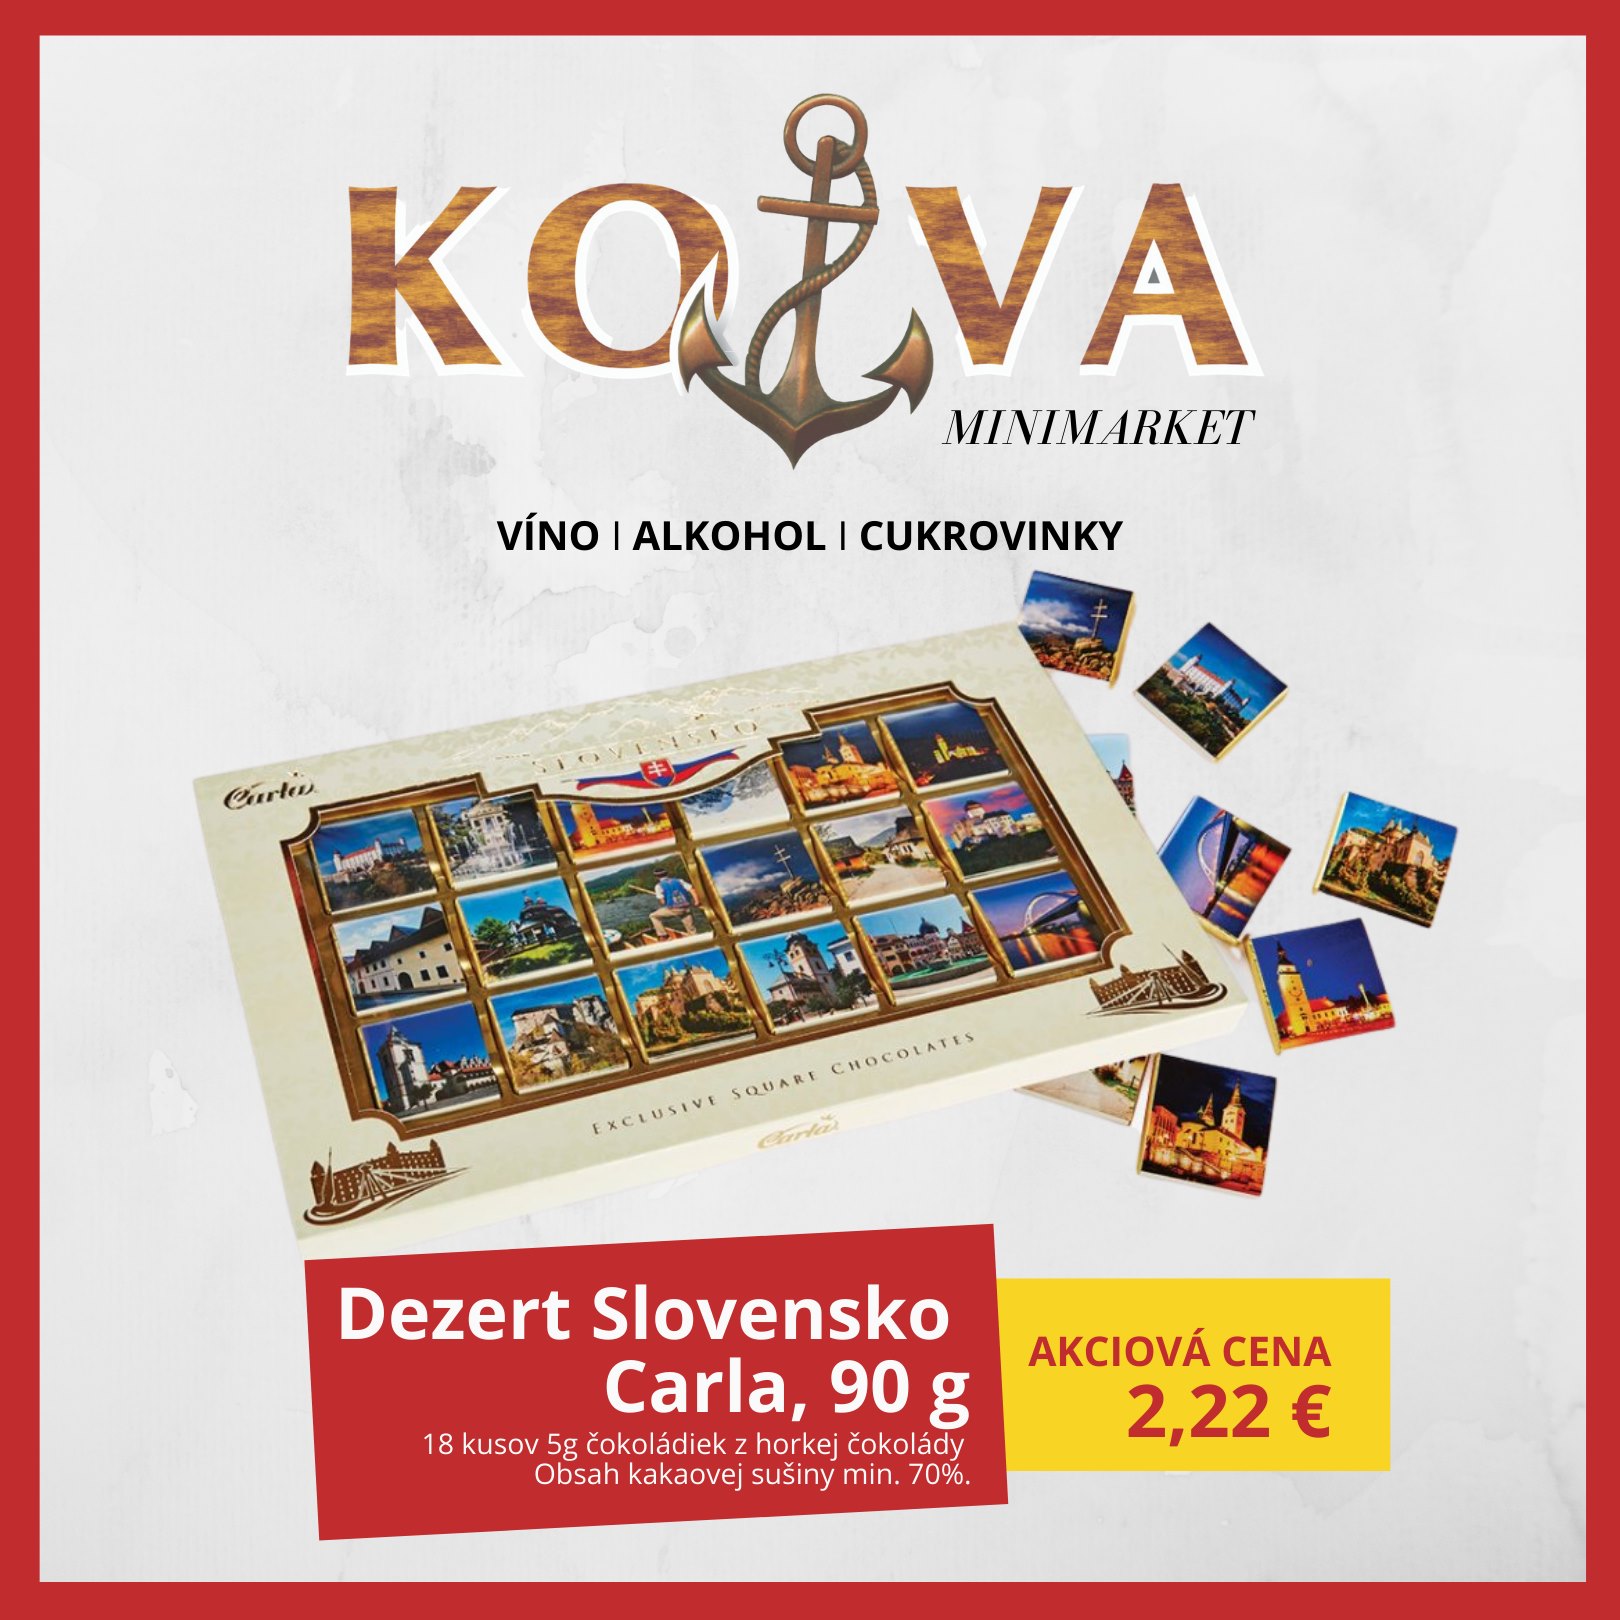 KOTVA
MINIMARKET
VÍNO | ALKOHOL | CUKROVINKY
Carla
SLOVENSKO
EXCLUSIVE SQUARE CHOCOLATES
Carla
Dezert Slovensko
Carla, 90 g
18 kusov 5g čokoládiek z horkej čokolády
Obsah kakaovej sušiny min. 70%.
AKCIOVÁ CENA
2,22 €